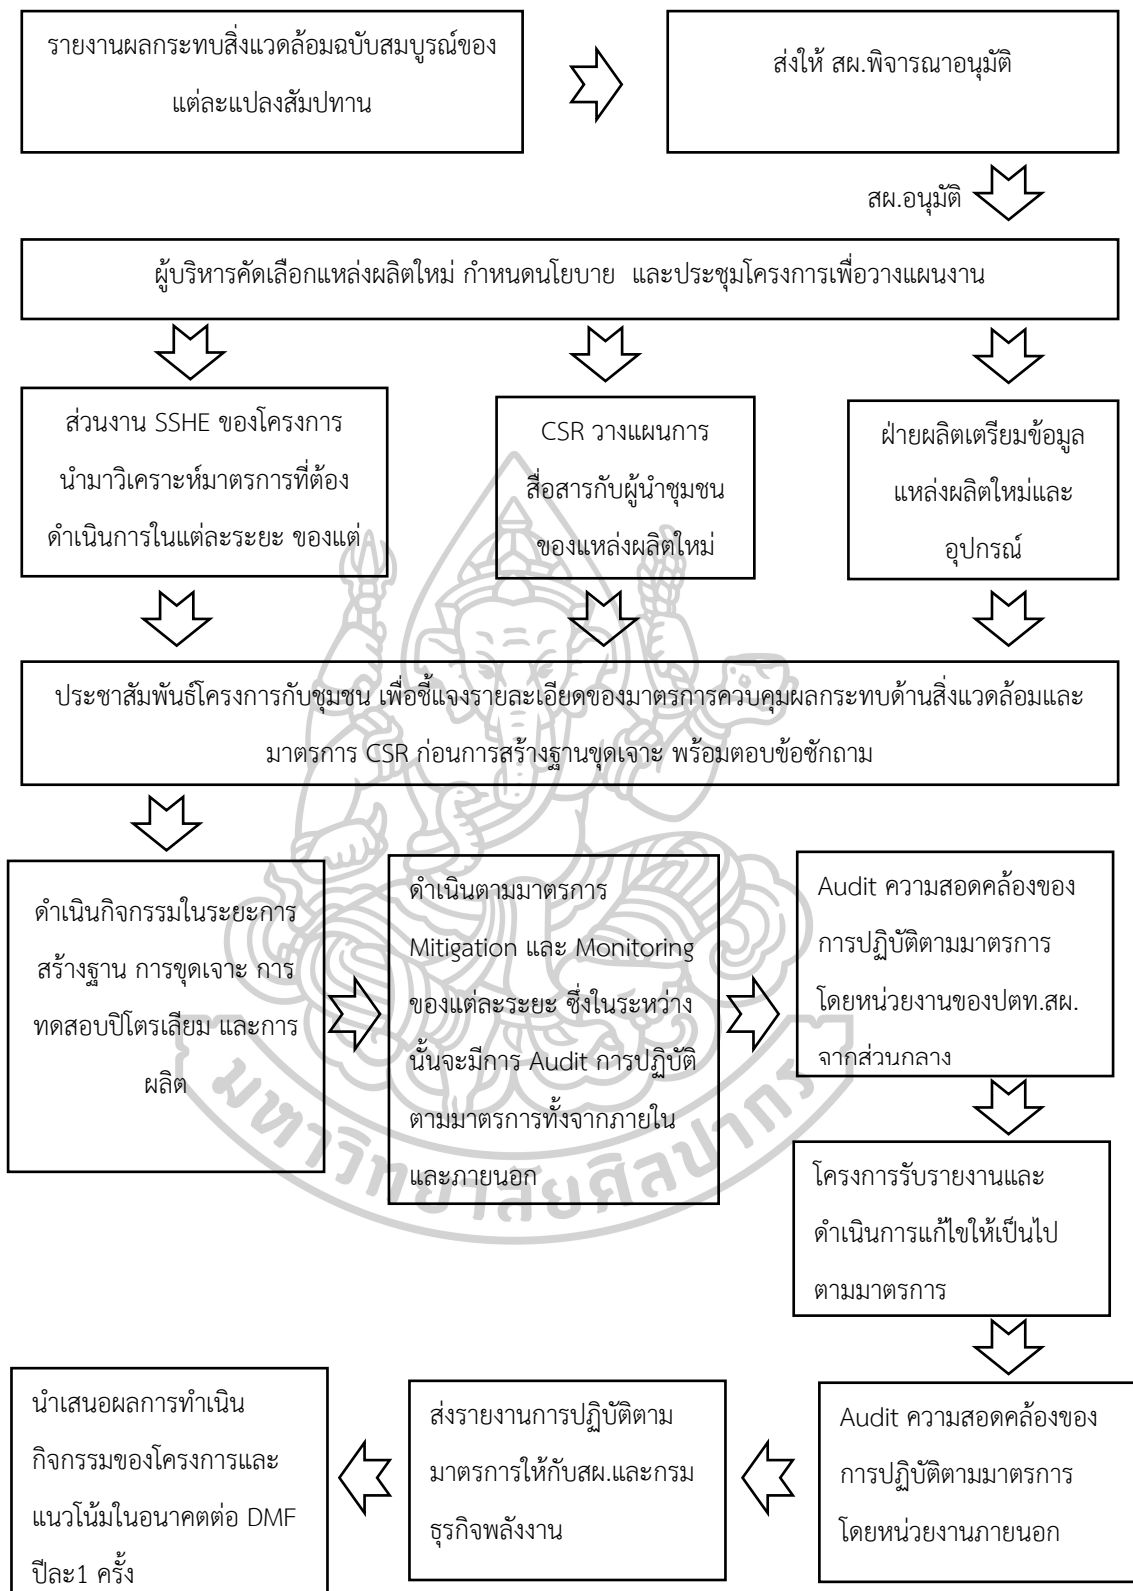 รายงานผลกระทบสิ่งแวดล้อมฉบับสมบูรณ์ของ
แต่ละแปลงสัมปทาน
ส่งให้ สผ.พิจารณาอนุมัติ
สผ.อนุมัติ
ผู้บริหารคัดเลือกแหล่งผลิตใหม่ กำหนดนโยบาย และประชุมโครงการเพื่อวางแผนงาน
ส่วนงาน SSHE ของโครงการ
นำมาวิเคราะห์มาตรการที่ต้อง
ดำเนินการในแต่ละระยะ ของแต่
CSR วางแผนการ
สื่อสารกับผู้นำชุมชน
ของแหล่งผลิตใหม่
ฝ่ายผลิตเตรียมข้อมูล
แหล่งผลิตใหม่และ
อุปกรณ์
ประชาสัมพันธ์โครงการกับชุมชน เพื่อชี้แจงรายละเอียดของมาตรการควบคุมผลกระทบด้านสิ่งแวดล้อมและ
มาตรการ CSR ก่อนการสร้างฐานขุดเจาะ พร้อมตอบข้อซักถาม
ดำเนินกิจกรรมในระยะการ
สร้างฐาน การขุดเจาะ การ
ทดสอบปิโตรเลียม และการ
ผลิต
ดำเนินตามมาตรการ
Mitigation และ Monitoring
ของแต่ละระยะ ซึ่งในระหว่าง
นั้นจะมีการ Audit การปฏิบัติ
ตามมาตรการทั้งจากภายใน
และภายนอก
Audit ความสอดคล้องของ
การปฏิบัติตามมาตรการ
โดยหน่วยงานของปตท.สผ.
จากส่วนกลาง
โครงการรับรายงานและ
ดำเนินการแก้ไขให้เป็นไป
ตามมาตรการ
Audit ความสอดคล้องของ
การปฏิบัติตามมาตรการ
โดยหน่วยงานภายนอก
ส่งรายงานการปฏิบัติตาม
มาตรการให้กับสผ.และกรม
ธุรกิจพลังงาน
นำเสนอผลการทำเนิน
กิจกรรมของโครงการและ
แนวโน้มในอนาคตต่อ DMF
ปีละ1 ครั้ง
มหาวิทยาลัยศิลปากร